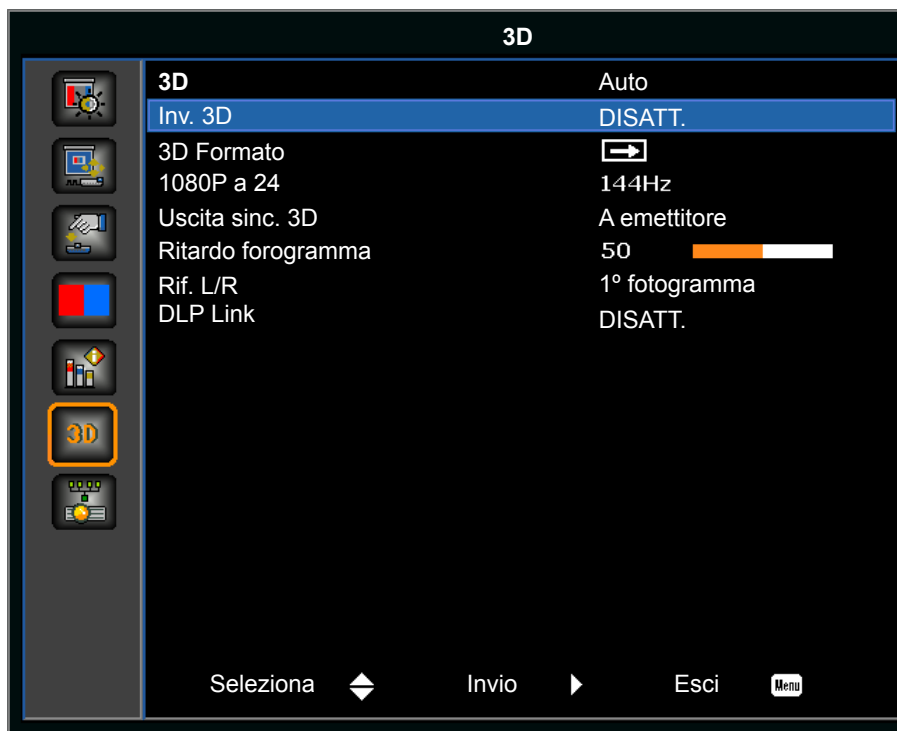 3D
3D Auto
Inv. 3D DISATT.
3D Formato
1080P a 24 144Hz
Uscita sinc. 3D A emettitore
Ritardo forogramma 50
Rif. L/R 1º fotogramma
DLP Link DISATT.
3D
Seleziona Invio Esci Menu